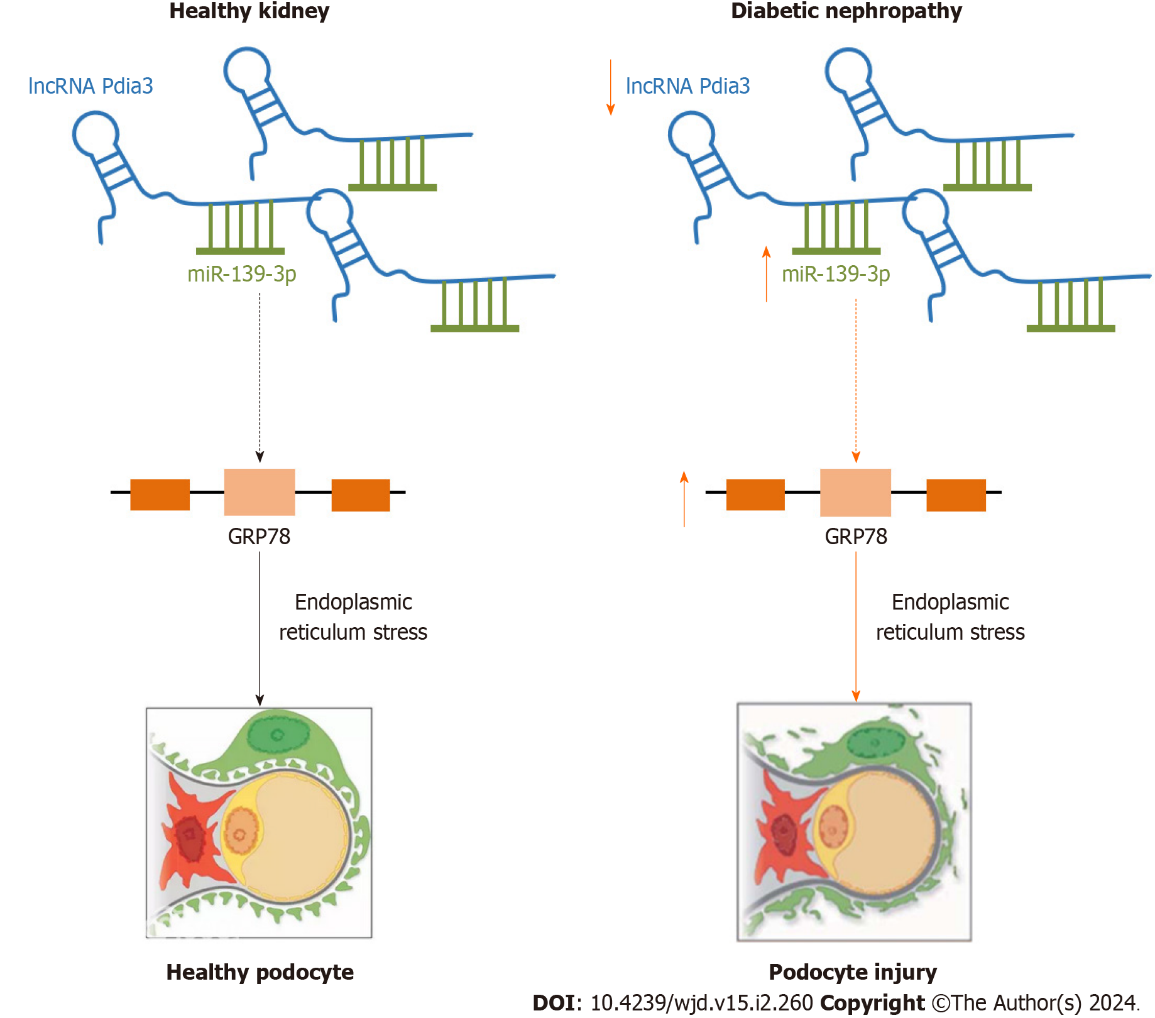 Healthy kidney
Diabetic nephropathy
lncRNA Pdia3
lncRNA Pdia3
miR-139-3p
miR-139-3p
GRP78
GRP78
Endoplasmic
reticulum stress
Endoplasmic
reticulum stress
Healthy podocyte
Podocyte injury
DOI: 10.4239/wjd.v15.i2.260 Copyright ©The Author(s) 2024.